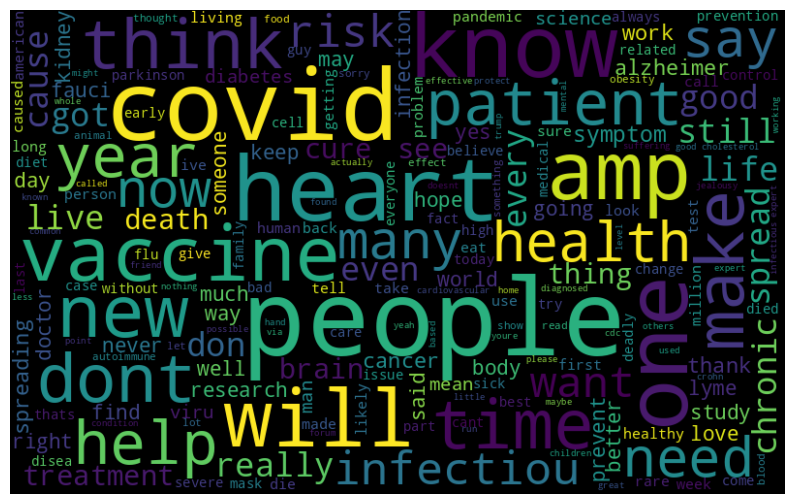 thought food living pandemic science always prevention
american guy think risk know work related say
cause kidney may infection patient alzheimer
fauci parkinson diabetes problem good call control
caused got covid early cell getting yes symptom sure still
might whole animal sorry effective protect mental trump obesity working
long diet ive cure see believe suffering good cholesterol
year now keep someone actually effect every medical something doesnt jealousy
day person called heart everyone hope amp life
known found fact going look test
live death human back high health level
common family many eat today infectious expert
vaccine flu give even world thing change expert spread make
last friend bad tell take cardiovascular home diagnosed million
less case without nothing much use try died
new way possible hand yeah people show read cdc others
spreading doctor never don via care youre based deadly one
point autoimmune let brain cancer issue body first used chronic
dont well research man mean sick please want thank crohn
thats find viru lot made likely said little best maybe lyme
right condition forum will part cant run time prevent better study
help really healthy love need
disea severe mask die infectiou children rare week come blood
treatment great